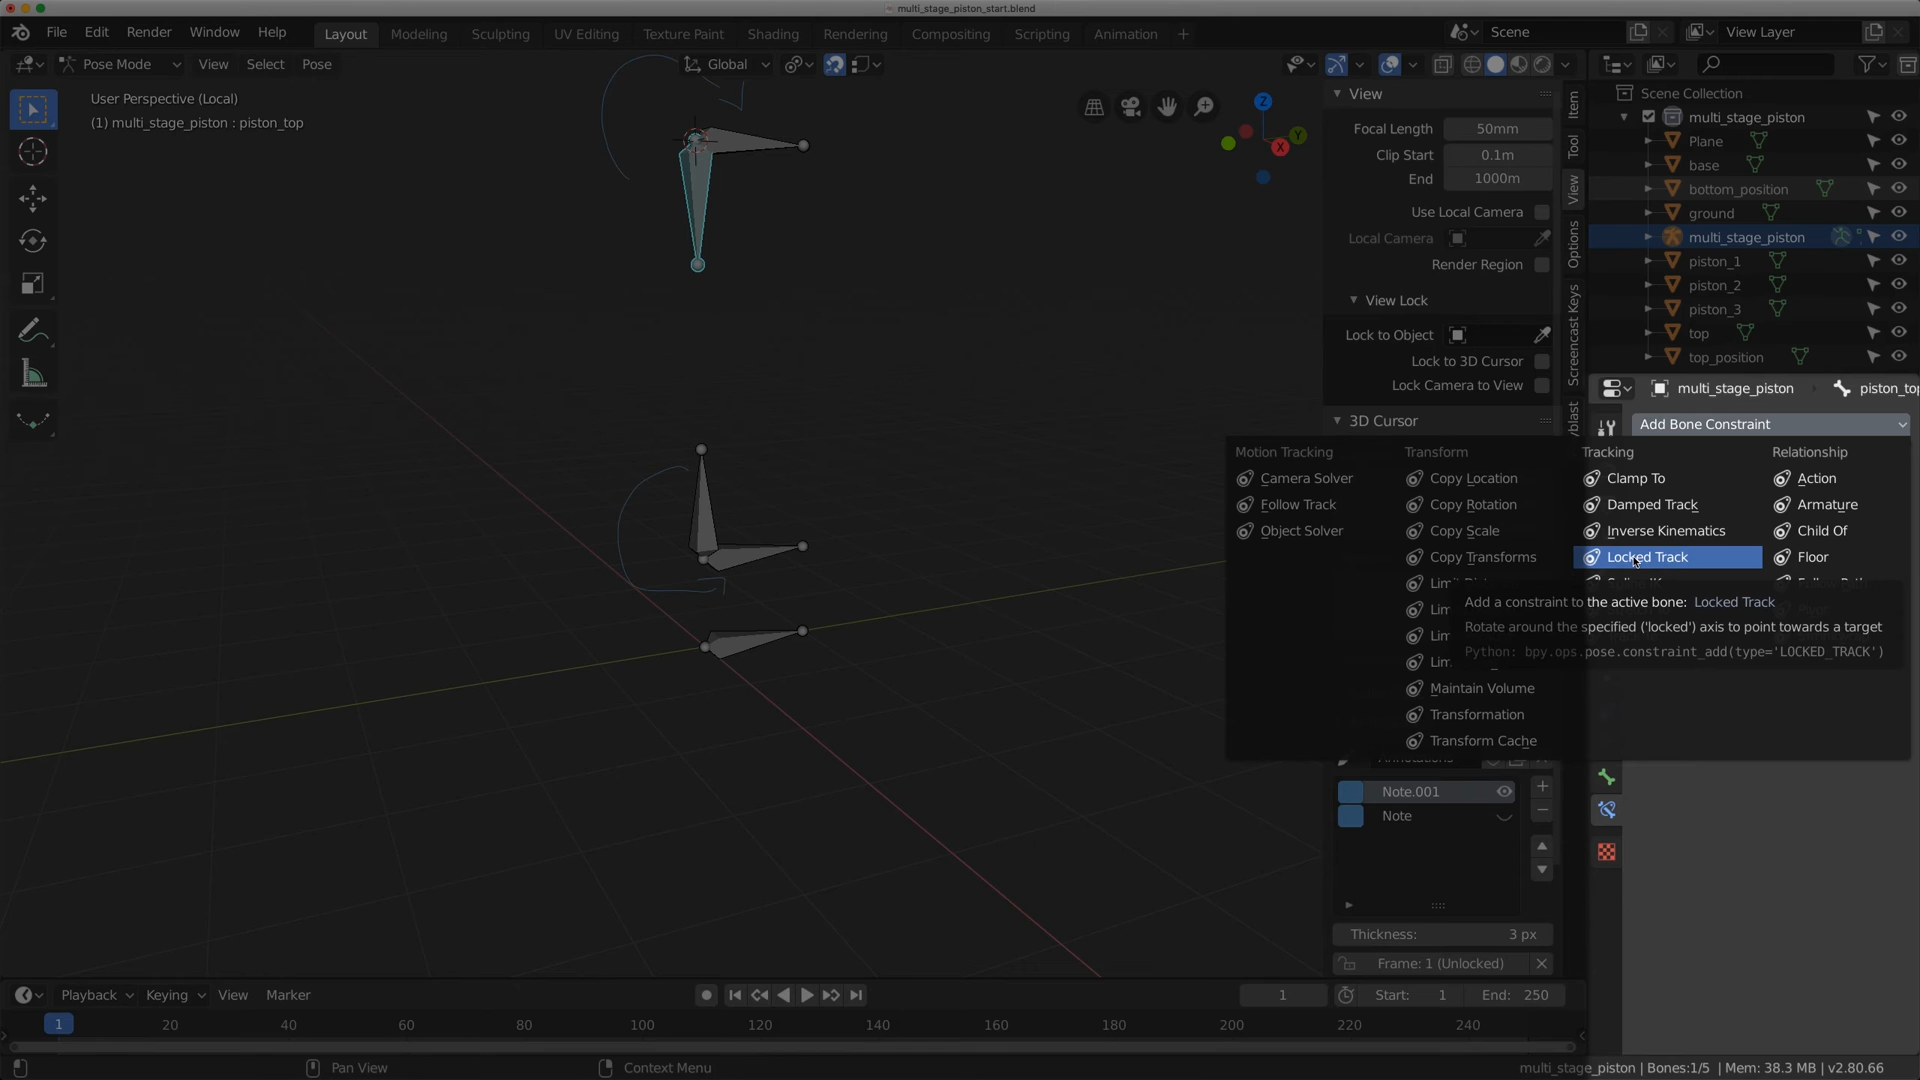 multi_stage_piston_start.blend
File Edit Render Window Help
Layout Modeling Sculpting UV Editing Texture Paint Shading Rendering Compositing Scripting Animation
Scene
View Layer
Pose Mode View Select Pose
Global
User Perspective (Local)
(1) multi_stage_piston : piston_top
Z
Y
X
View
Focal Length 50mm
Clip Start 0.1m
End 1000m
Use Local Camera
Local Camera
Render Region
View Lock
Lock to Object
Lock to 3D Cursor
Lock Camera to View
3D Cursor
Item
Tool
View
Options
Screencast Keys
Scene Collection
multi_stage_piston
Plane
base
bottom_position
ground
multi_stage_piston
piston_1
piston_2
piston_3
top
top_position
multi_stage_piston
Add Bone Constraint
Motion Tracking
Camera Solver
Follow Track
Object Solver
Transform
Copy Location
Copy Rotation
Copy Scale
Copy Transforms
Maintain Volume
Transformation
Transform Cache
Tracking
Clamp To
Damped Track
Inverse Kinematics
Locked Track
Relationship
Action
Armature
Child Of
Floor
Add a constraint to the active bone: Locked Track
Rotate around the specified ('locked') axis to point towards a target
Python: bpy.ops.pose.constraint_add(type='LOCKED_TRACK')
Note.001
Note
Thickness: 3 px
Frame: 1 (Unlocked)
Playback Keying View Marker
1
Start: 1
End: 250
1 20 40 60 80 100 120 140 160 180 200 220 240
Pan View
Context Menu
multi_stage_piston | Bones:1/5 | Mem: 38.3 MB | v2.80.66